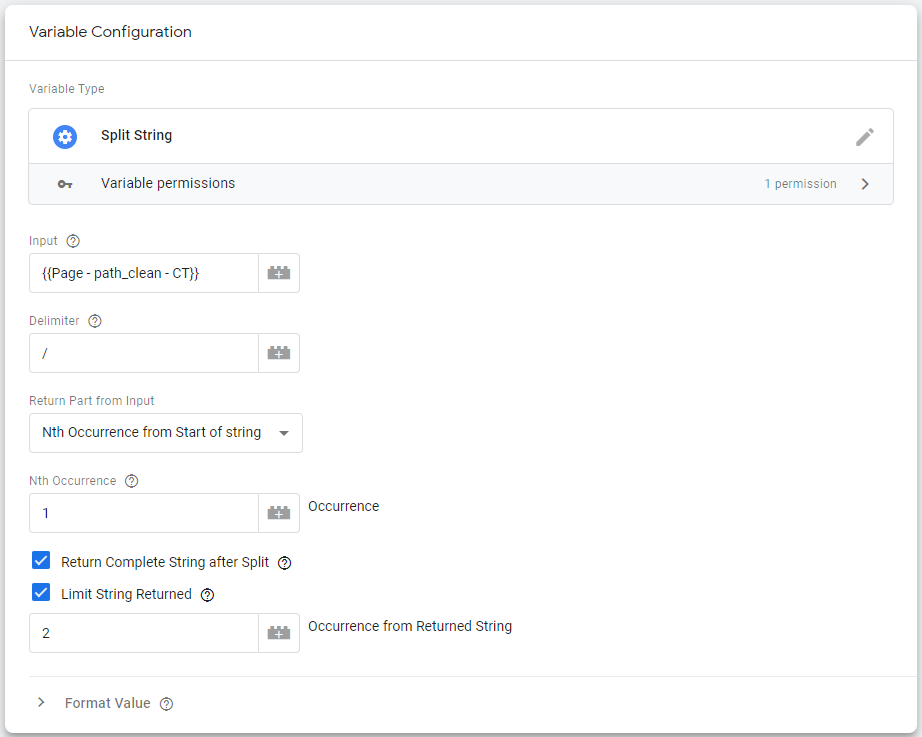 Variable Configuration
Variable Type
Split String
Variable permissions 1 permission
Input
{{Page - path_clean - CT}}
Delimiter
/
Return Part from Input
Nth Occurrence from Start of string
Nth Occurrence
1 Occurrence
Return Complete String after Split
Limit String Returned
2 Occurrence from Returned String
Format Value